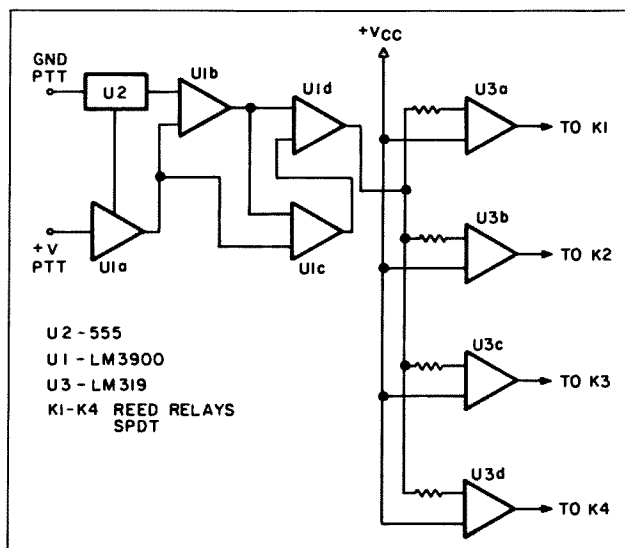 +VCC
GND
PTT
U2
U1b
U1d
U3a
TO K1
+V
PTT
U1a
U1c
U3b
TO K2
U2-555
U1-LM3900
U3-LM319
K1-K4 REED RELAYS
SPDT
U3c
TO K3
U3d
TO K4